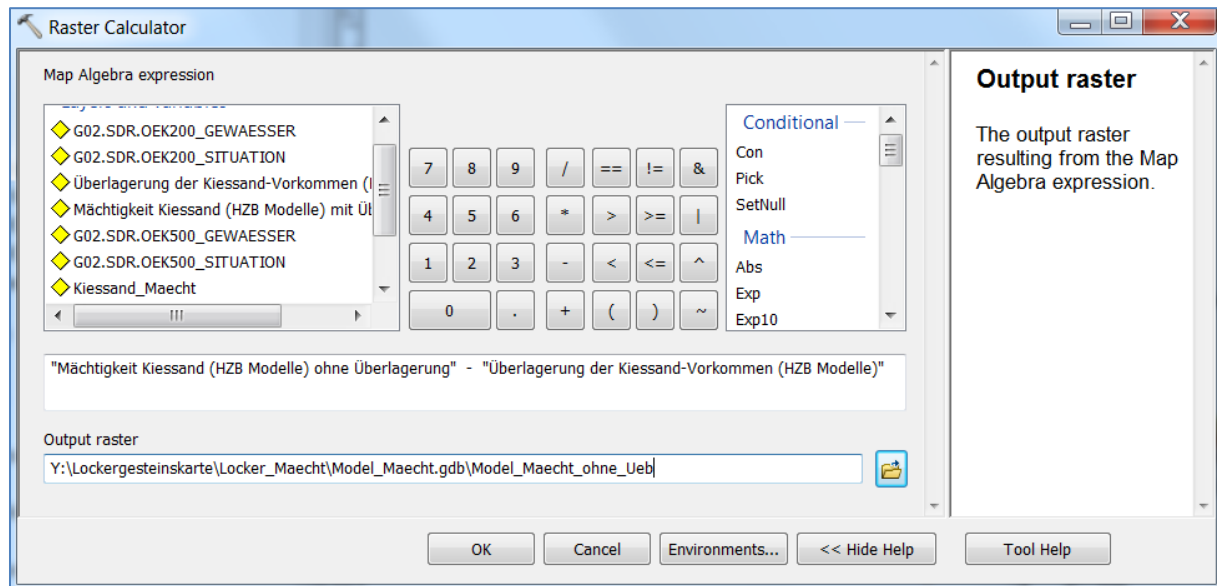 Raster Calculator
Map Algebra expression
Layers and variables
G02.SDR.OEK200_GEWAESSER
G02.SDR.OEK200_SITUATION
Überlagerung der Kiessand-Vorkommen (
Mächtigkeit Kiessand (HZB Modelle) mit Üb
G02.SDR.OEK500_GEWAESSER
G02.SDR.OEK500_SITUATION
Kiessand_Maecht
7 8 9 / == != &
4 5 6 * > >= |
1 2 3 - < <= ^
0 . + ( ) ~
Conditional
Con
Pick
SetNull
Math
Abs
Exp
Exp10
"Mächtigkeit Kiessand (HZB Modelle) ohne Überlagerung" - "Überlagerung der Kiessand-Vorkommen (HZB Modelle)"
Output raster
Y:\Lockergesteinskarte\Locker_Maecht\Model_Maecht.gdb\Model_Maecht_ohne_Ueb
OK Cancel Environments... << Hide Help Tool Help
Output raster
The output raster
resulting from the Map
Algebra expression.